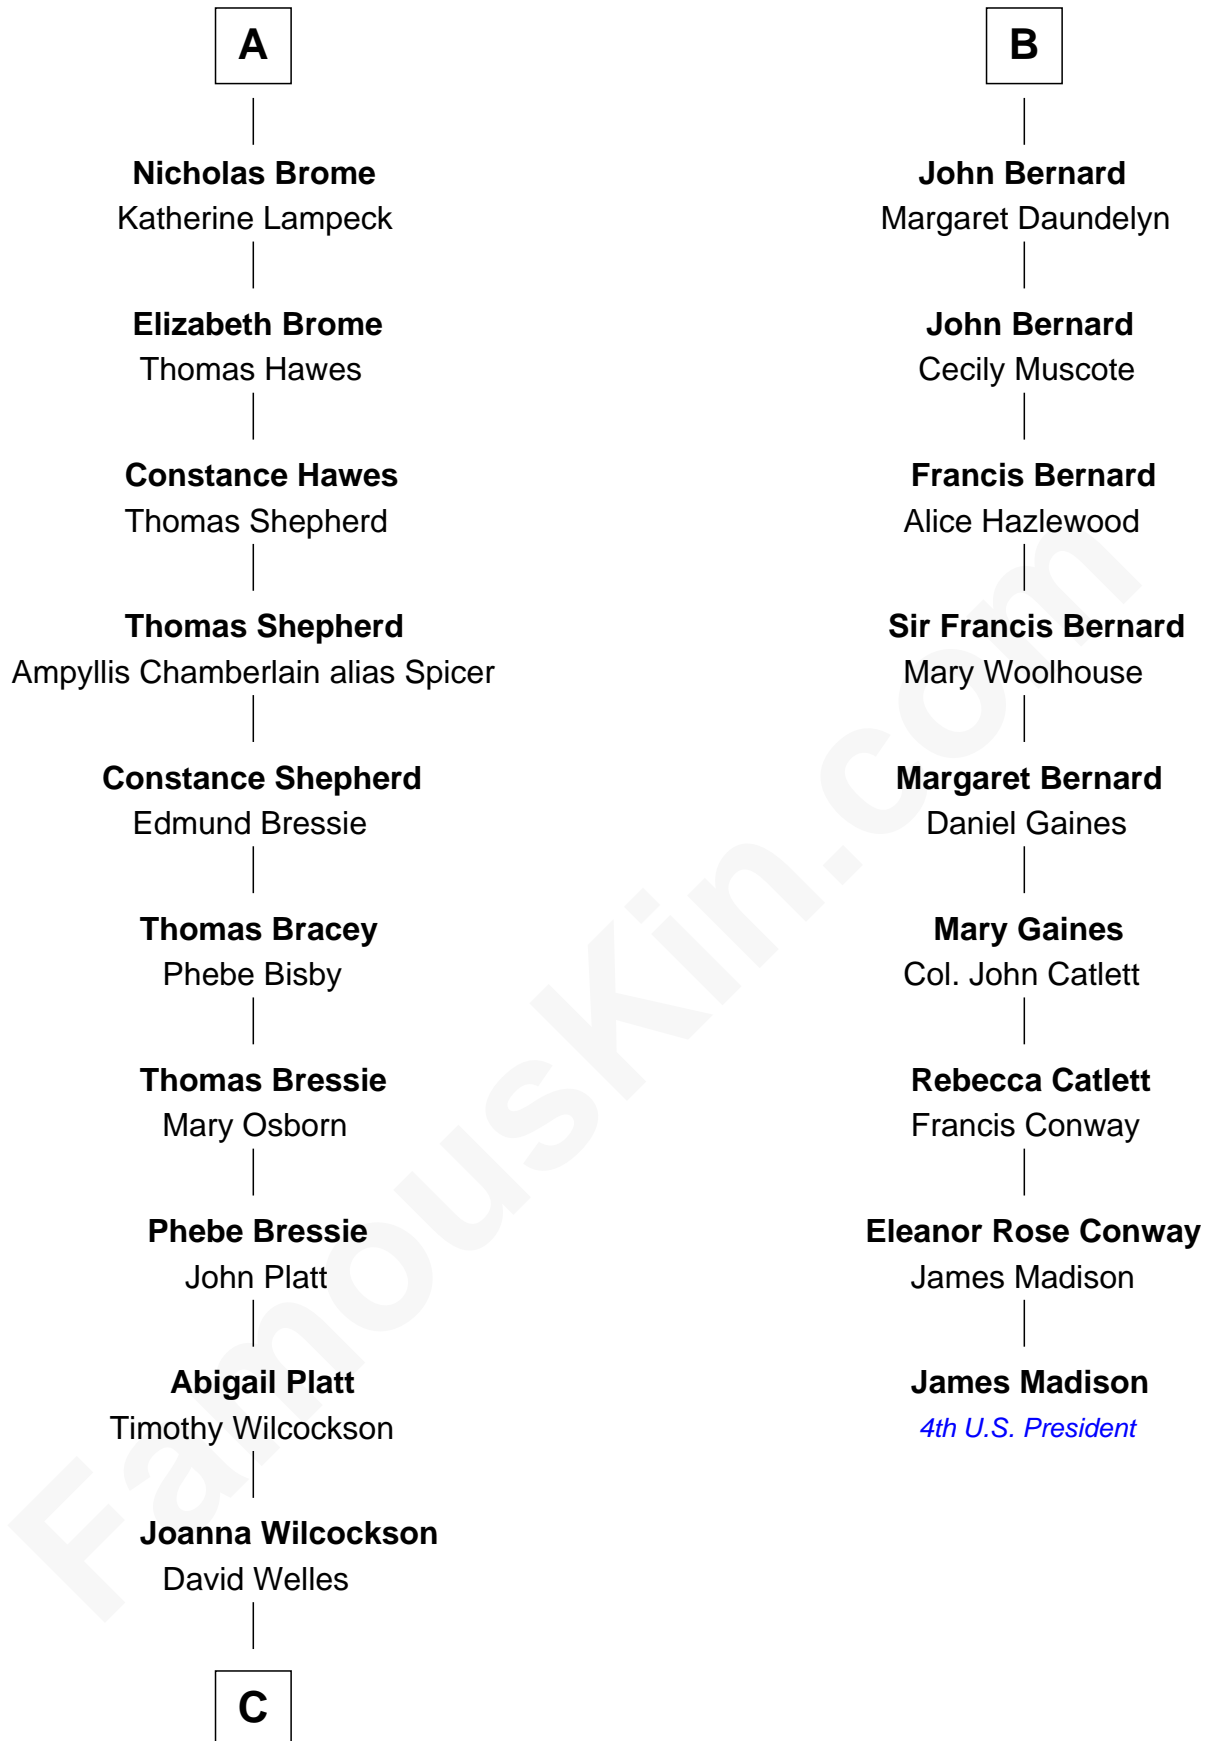 A
Nicholas Brome
Katherine Lampeck
Elizabeth Brome
Thomas Hawes
Constance Hawes
Thomas Shepherd
Thomas Shepherd
Ampyllis Chamberlain alias Spicer
Constance Shepherd
Edmund Bressie
Thomas Bracey
Phebe Bisby
Thomas Bressie
Mary Osborn
Phebe Bressie
John Platt
Abigail Platt
Timothy Wilcockson
Joanna Wilcockson
David Welles
C
B
John Bernard
Margaret Daundelyn
John Bernard
Cecily Muscote
Francis Bernard
Alice Hazlewood
Sir Francis Bernard
Mary Woolhouse
Margaret Bernard
Daniel Gaines
Mary Gaines
Col. John Catlett
Rebecca Catlett
Francis Conway
Eleanor Rose Conway
James Madison
James Madison
4th U.S. President
FamousKin.com